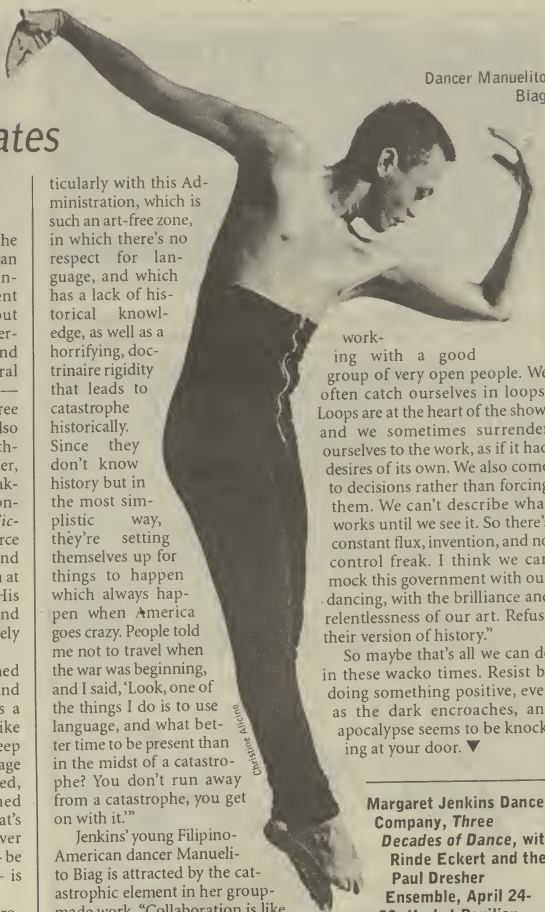 Dancer Manuelito
Biag
ates
ticularly with this Ad-
ministration, which is
such an art-free zone,
in which there's no
respect for lan-
guage, and which
has a lack of his-
torical knowl-
edge, as well as a
horrifying, doc-
trinaire rigidity
that leads to
catastrophe
historically.
Since they
don't know
history but in
the most sim-
plistic way,
they're setting
themselves up for
things to happen
which always hap-
pen when America
goes crazy. People told
me not to travel when
the war was beginning,
and I said, 'Look, one of
the things I do is to use
language, and what bet-
ter time to be present than
in the midst of a catastro-
phe? You don't run away
from a catastrophe, you get
on with it.'"
Jenkins' young Filipino-
American dancer Manueli-
to Biag is attracted by the cat-
astrophic element in her group-
made work. "Collaboration is like
Christine Alicino
work-
ing with a good
group of very open people. We
often catch ourselves in loops.
Loops are at the heart of the show,
and we sometimes surrender
ourselves to the work, as if it had
desires of its own. We also come
to decisions rather than forcing
them. We can't describe what
works until we see it. So there's
constant flux, invention, and no
control freak. I think we can
mock this government with our
dancing, with the brilliance and
relentlessness of our art. Refuse
their version of history."
So maybe that's all we can do
in these wacko times. Resist by
doing something positive, even
as the dark encroaches, and
apocalypse seems to be knock-
ing at your door. ▼
Margaret Jenkins Dance
Company, Three
Decades of Dance, with
Rinde Eckert and the
Paul Dresher
Ensemble, April 24-